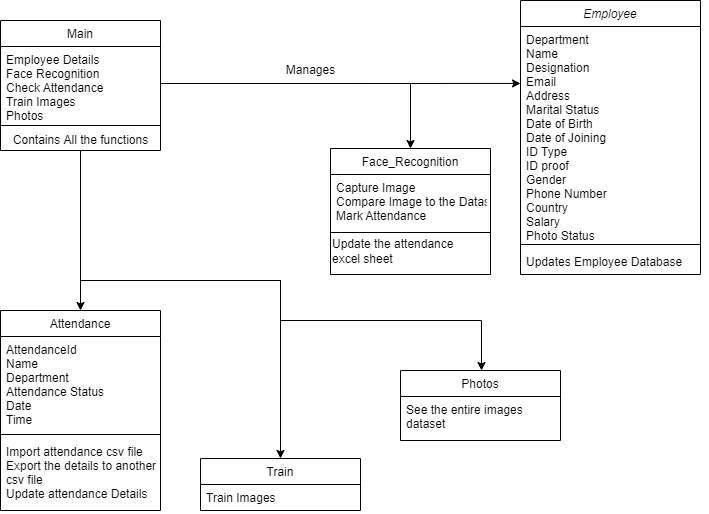 Main
Employee Details
Face Recognition
Check Attendance
Train Images
Photos
Contains All the functions
Manages
Employee
Department
Name
Designation
Email
Address
Marital Status
Date of Birth
Date of Joining
ID Type
ID proof
Gender
Phone Number
Country
Salary
Photo Status
Updates Employee Database
Face_Recognition
Capture Image
Compare Image to the Datas
Mark Attendance
Update the attendance
excel sheet
Attendance
AttendanceId
Name
Department
Attendance Status
Date
Time
Import attendance csv file
Export the details to another
csv file
Update attendance Details
Photos
See the entire images
dataset
Train
Train Images